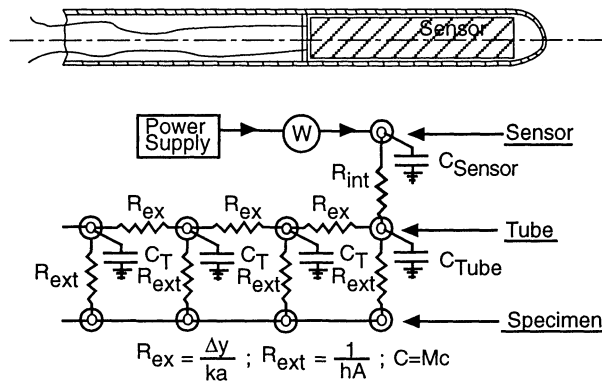 Sensor
Power Supply
W
Sensor
C_Sensor
R_int
R_ex R_ex R_ex
Tube
C_T C_T C_T C_Tube
R_ext R_ext R_ext R_ext
Specimen
R_ex = Δy/ka ; R_ext = 1/hA ; C=Mc